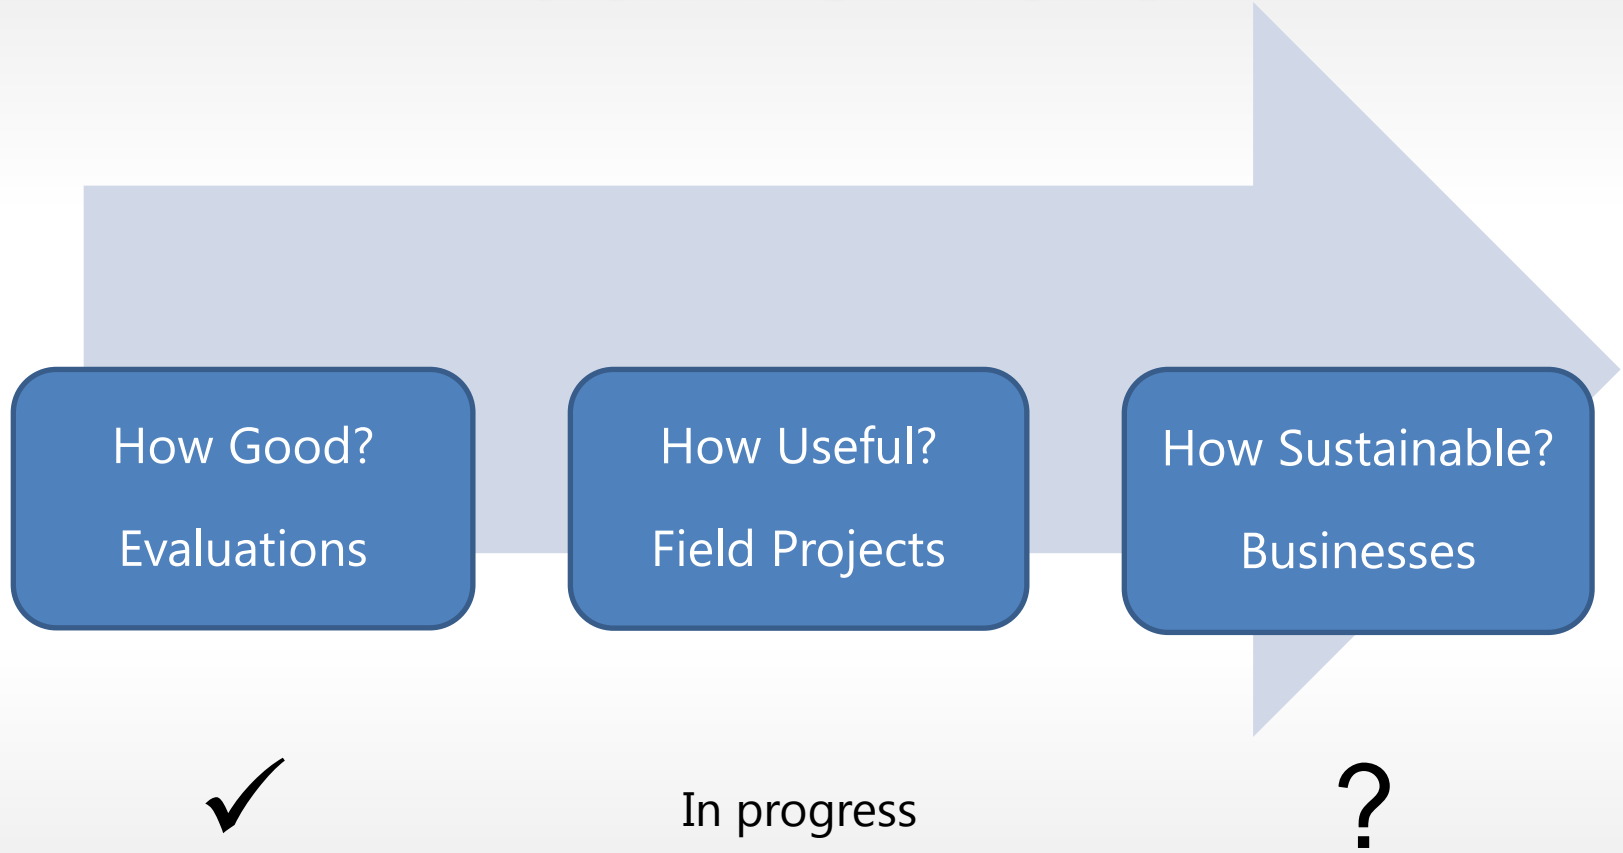 How Good?
Evaluations
How Useful?
Field Projects
How Sustainable?
Businesses
✓
In progress
?